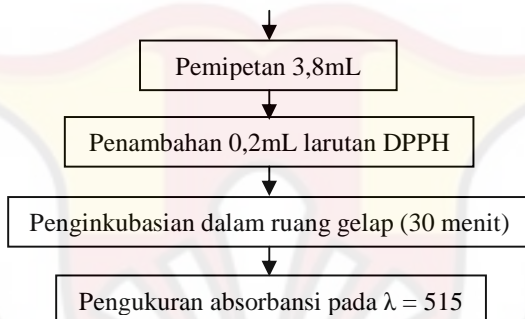 Pemipetan 3,8mL
Penambahan 0,2mL larutan DPPH
Penginkubasian dalam ruang gelap (30 menit)
Pengukuran absorbansi pada λ = 515